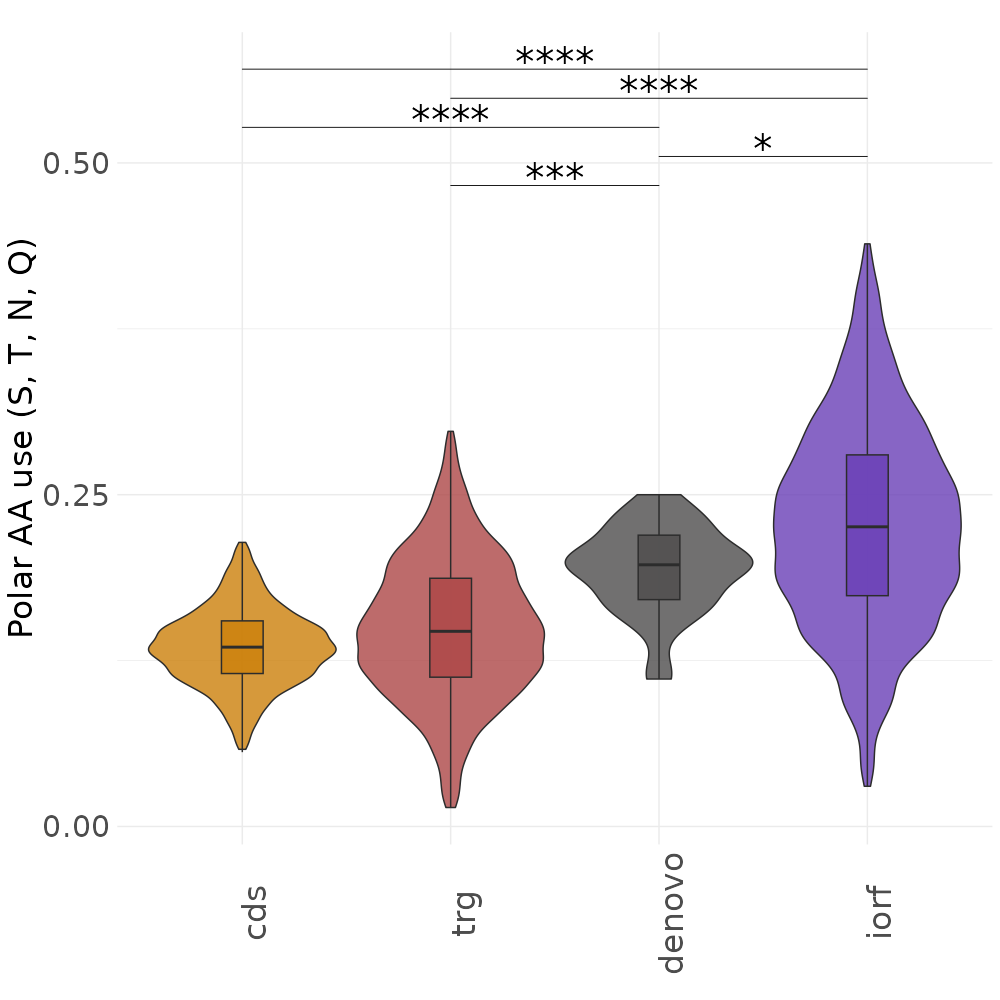 ****
****
****
*
0.50
***
Polar AA use (S, T, N, Q)
0.25
0.00
cds
trg
denovo
iorf